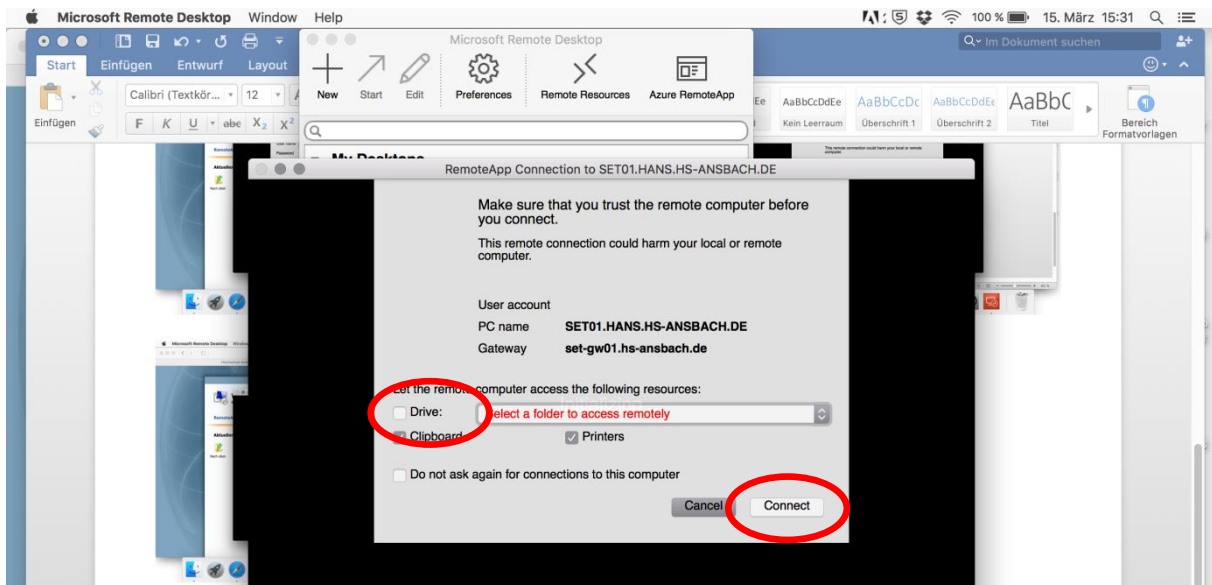 Microsoft Remote Desktop Window Help
100 % 15. März 15:31
Microsoft Remote Desktop
Im Dokument suchen
Start Einfügen Entwurf Layout
New Start Edit Preferences Remote Resources Azure RemoteApp
Calibri (Textkör... 12
AaBbCcDdEe AaBbCcDc AaBbCcDdEe AaBbC
Einfügen F K U abc X₂ X²
Kein Leerraum Überschrift 1 Überschrift 2 Titel Bereich
Formatvorlagen
My Desktops
RemoteApp Connection to SET01.HANS.HS-ANSBACH.DE
Make sure that you trust the remote computer before
you connect.
This remote connection could harm your local or remote
computer.
User account
PC name SET01.HANS.HS-ANSBACH.DE
Gateway set-gw01.hs-ansbach.de
Let the remote computer access the following resources:
Drive: Select a folder to access remotely
Clipboard Printers
Do not ask again for connections to this computer
Cancel Connect